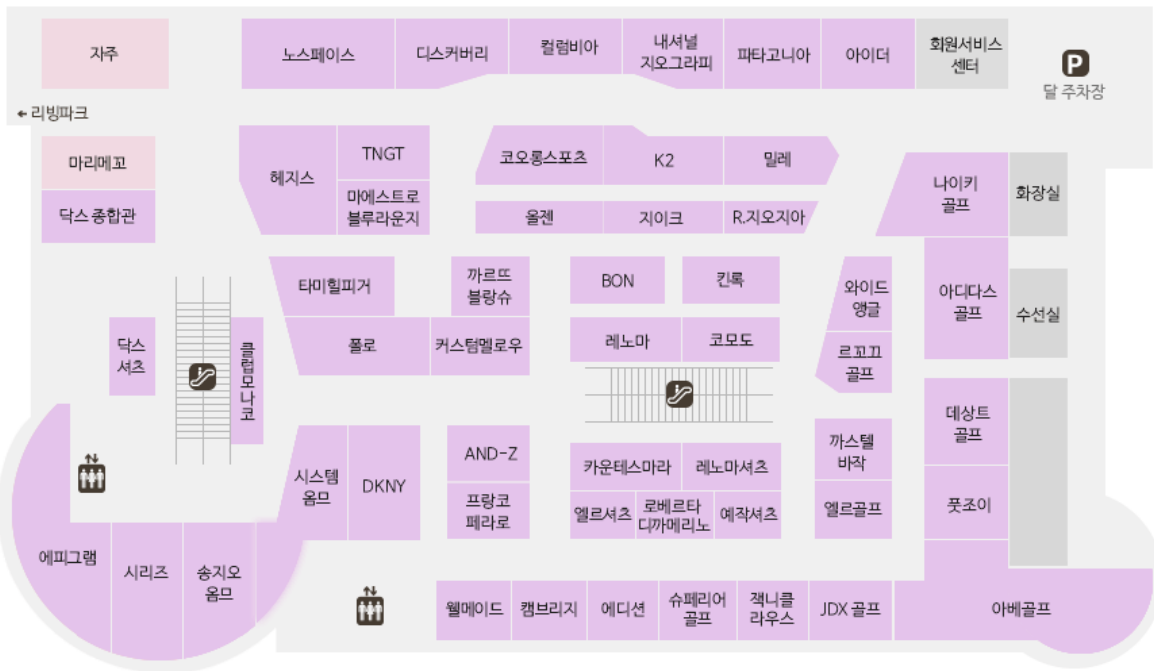 자주
노스페이스
디스커버리
컬럼비아
내셔널
지오그라피
파타고니아
아이더
회원서비스
센터
P
달 주차장
←리빙파크
마리메꼬
닥스 종합관
헤지스
TNGT
마에스트로
블루라운지
코오롱스포츠
K2
밀레
올젠
지이크
R.지오지아
나이키
골프
화장실
타미힐피거
까르뜨
블랑슈
BON
킨록
와이드
앵글
아디다스
골프
수선실
닥스
셔츠
클럽모나코
폴로
커스텀멜로우
레노마
코모도
르꼬끄
골프
시스템
옴므
DKNY
AND-Z
프랑코
페라로
카운테스마라
레노마셔츠
엘르셔츠
로베르타
디까메리노
예작셔츠
까스텔
바작
엘르골프
데상트
골프
풋조이
에피그램
시리즈
송지오
옴므
웰메이드
캠브리지
에디션
슈페리어
골프
잭니클
라우스
JDX 골프
아베골프